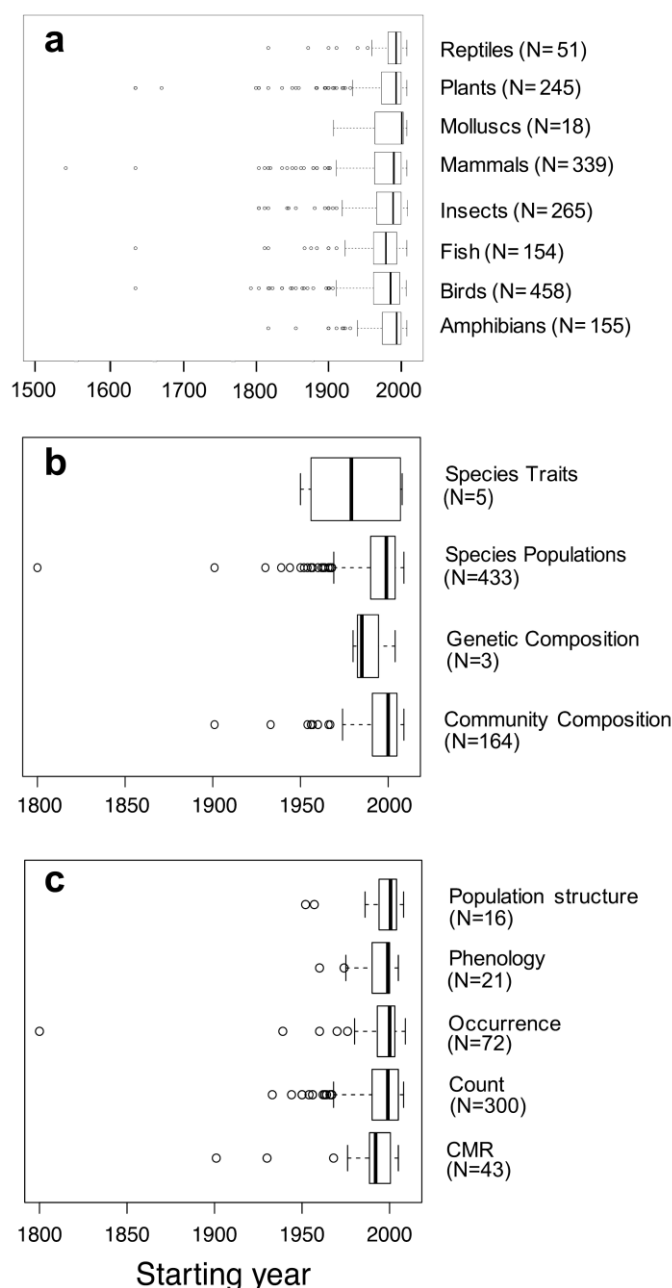 a
Reptiles (N= 51)
Plants (N= 245)
Molluscs (N=18)
Mammals (N= 339)
Insects (N= 265)
Fish (N= 154)
Birds (N= 458)
Amphibians (N= 155)
1500 1600 1700 1800 1900 2000
b
Species Traits
(N=5)
Species Populations
(N=433)
Genetic Composition
(N=3)
Community Composition
(N=164)
1800 1850 1900 1950 2000
c
Population structure
(N=16)
Phenology
(N=21)
Occurrence
(N=72)
Count
(N=300)
CMR
(N=43)
1800 1850 1900 1950 2000
Starting year